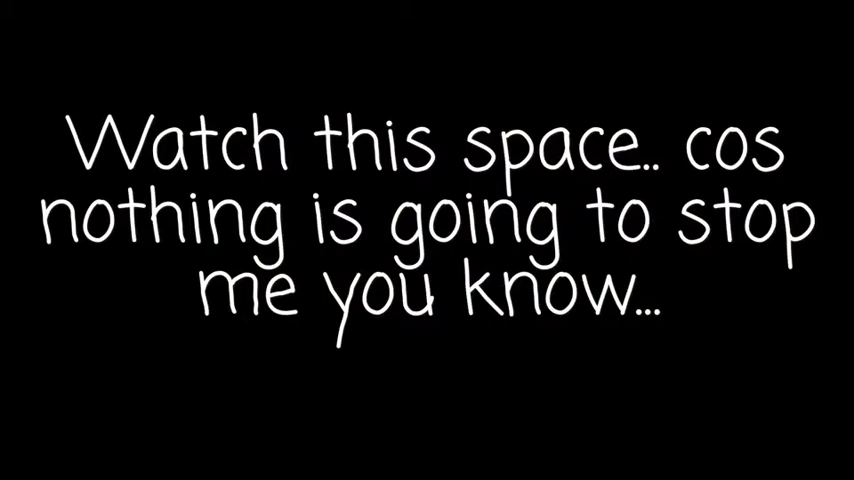 Watch this space.. cos
nothing is going to stop
me you know...